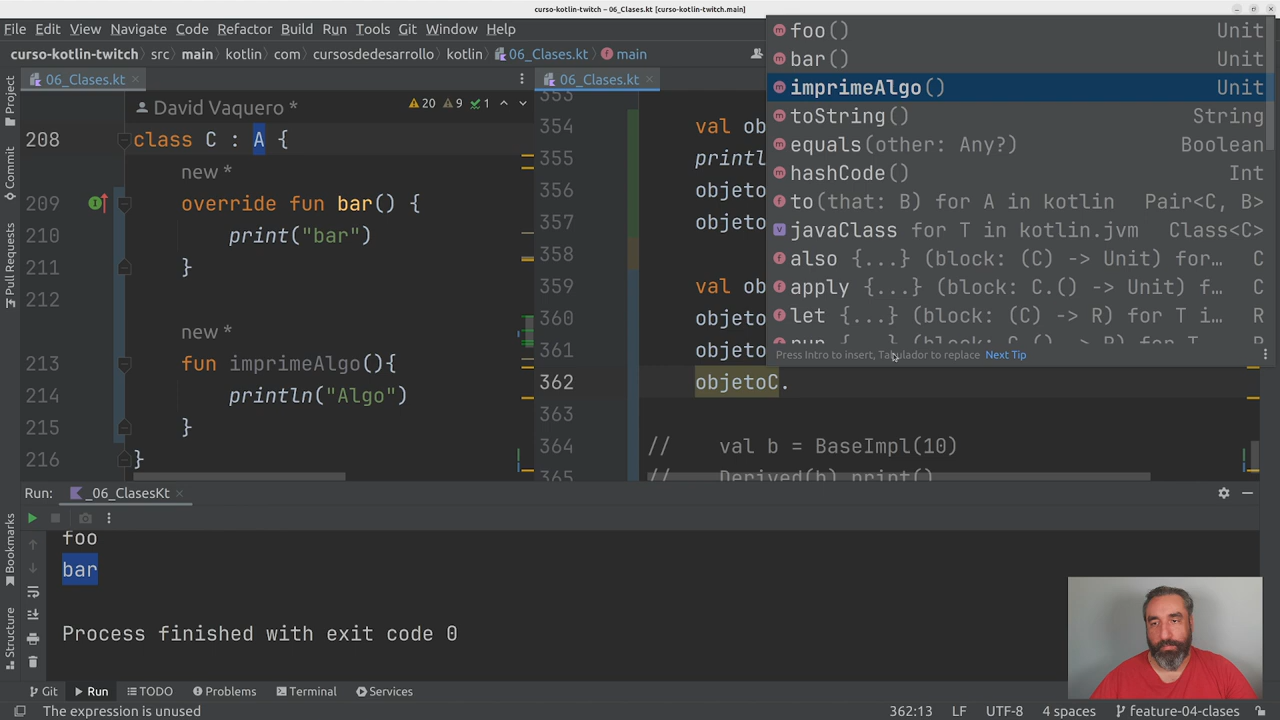 curso-kotlin-twitch – 06_Clases.kt [curso-kotlin-twitch.main]
File Edit View Navigate Code Refactor Build Run Tools Git Window Help
curso-kotlin-twitch src main kotlin com cursosdedesarrollo kotlin 06_Clases.kt main
Project
Commit
Pull Requests
Bookmarks
Structure
06_Clases.kt
David Vaquero *
20 9 1
208 class C : A {
new *
209 override fun bar() {
210 print("bar")
211 }
212
new *
213 fun imprimeAlgo(){
214 println("Algo")
215 }
216 }
06_Clases.kt
353
354 val ob
355 printl
356 objeto
357 objeto
358
359 val ob
360 objeto
361 objeto
362 objetoC.
363
364 // val b = BaseImpl(10)
365 // Derived(b).print()
foo() Unit
bar() Unit
imprimeAlgo() Unit
toString() String
equals(other: Any?) Boolean
hashCode() Int
to(that: B) for A in kotlin Pair<C, B>
javaClass for T in kotlin.jvm Class<C>
also {...} (block: (C) -> Unit) for… C
apply {...} (block: C.() -> Unit) f… C
let {...} (block: (C) -> R) for T i… R
run {...} (block: C.() -> R) for T… R
Press Intro to insert, Tabulador to replace Next Tip
Run: _06_ClasesKt
foo
bar
Process finished with exit code 0
Git Run TODO Problems Terminal Services
The expression is unused 362:13 LF UTF-8 4 spaces feature-04-clases